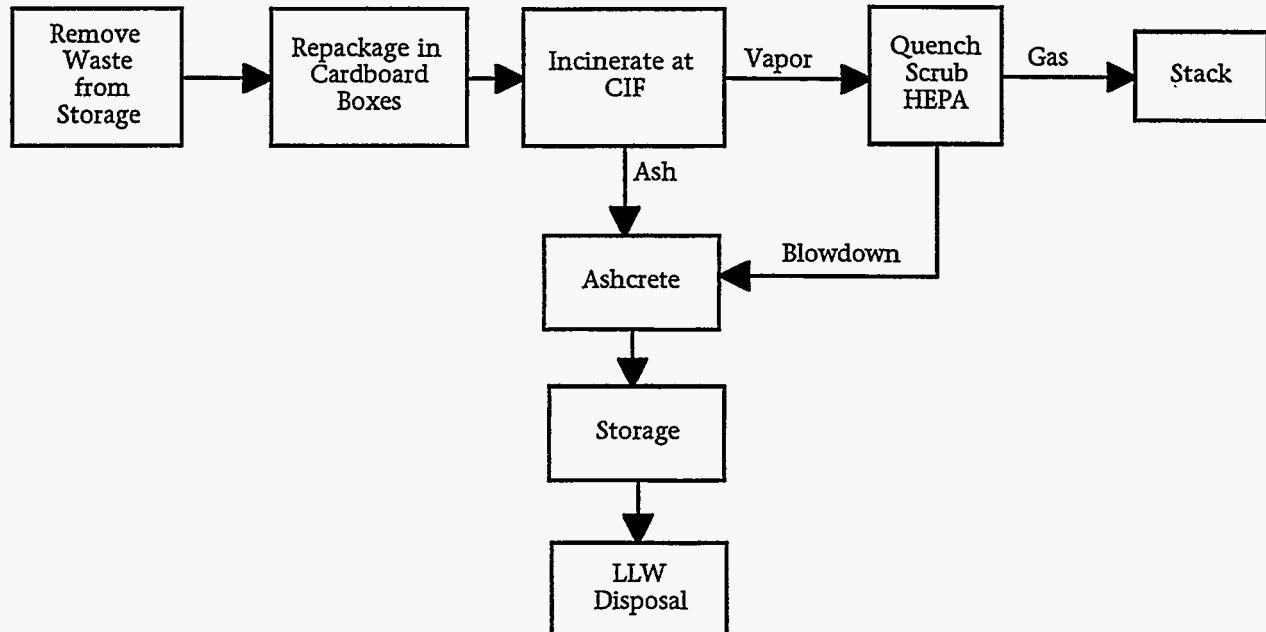 Remove
Waste
from
Storage
Repackage in
Cardboard
Boxes
Incinerate at
CIF
Vapor
Quench
Scrub
HEPA
Gas
Stack
Ash
Blowdown
Ashcrete
Storage
LLW
Disposal